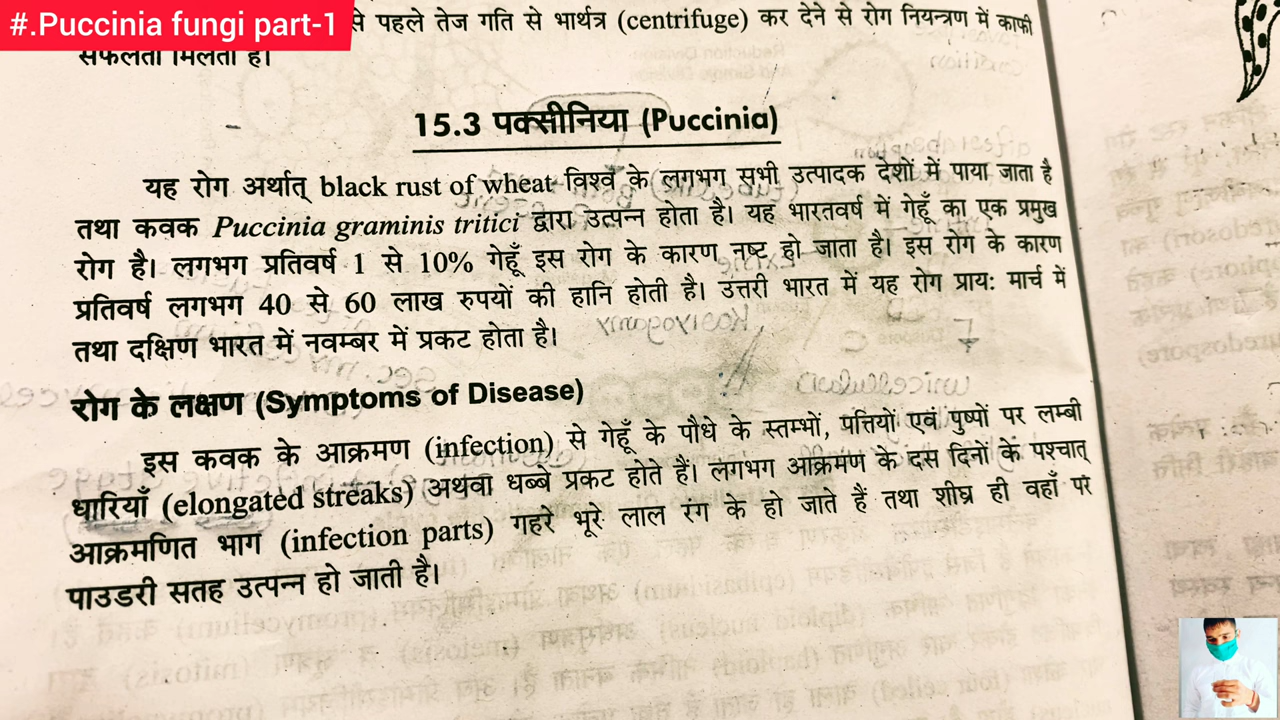 #.Puccinia fungi part-1
से पहले तेज गति से भार्थत्र (centrifuge) कर देने से रोग नियन्त्रण में काफी
सफलता मिलती है।
15.3 पक्सीनिया (Puccinia)
यह रोग अर्थात् black rust of wheat विश्व के लगभग सभी उत्पादक देशों में पाया जाता है
तथा कवक Puccinia graminis tritici द्वारा उत्पन्न होता है। यह भारतवर्ष में गेहूँ का एक प्रमुख
रोग है। लगभग प्रतिवर्ष 1 से 10% गेहूँ इस रोग के कारण नष्ट हो जाता है। इस रोग के कारण
प्रतिवर्ष लगभग 40 से 60 लाख रुपयों की हानि होती है। उत्तरी भारत में यह रोग प्राय: मार्च में
तथा दक्षिण भारत में नवम्बर में प्रकट होता है।
रोग के लक्षण (Symptoms of Disease)
इस कवक के आक्रमण (infection) से गेहूँ के पौधे के स्तम्भों, पत्तियों एवं पुष्पों पर लम्बी
धारियाँ (elongated streaks) अथवा धब्बे प्रकट होते हैं। लगभग आक्रमण के दस दिनों के पश्चात्
आक्रमणित भाग (infection parts) गहरे भूरे लाल रंग के हो जाते हैं तथा शीघ्र ही वहाँ पर
पाउडरी सतह उत्पन्न हो जाती है।